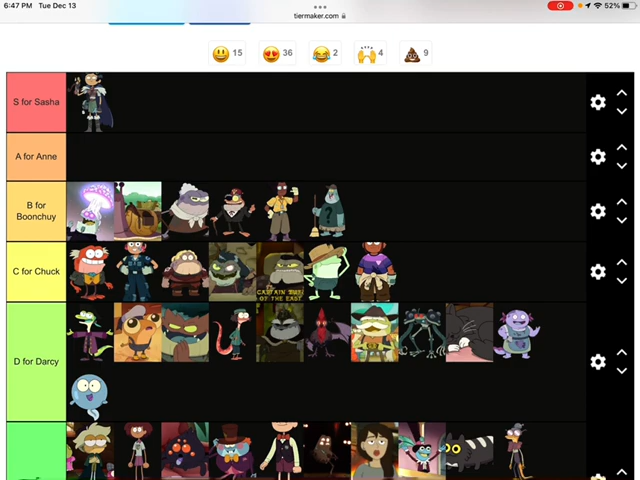 6:47 PM Tue Dec 13
tiermaker.com
52%
15
36
2
4
9
S for Sasha
A for Anne
B for
Boonchuy
C for Chuck
D for Darcy
?
OF THE EAST